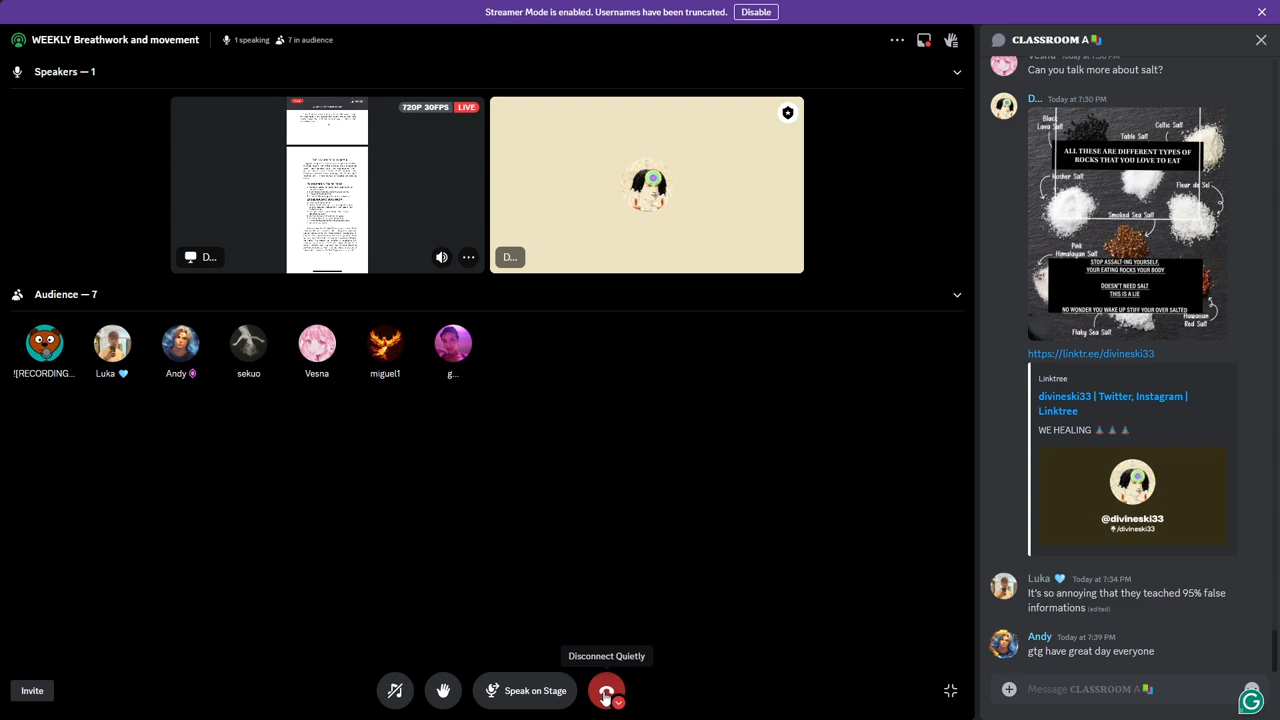 Streamer Mode is enabled. Usernames have been truncated.
Disable
WEEKLY Breathwork and movement
1 speaking
7 in audience
Speakers — 1
720P 30FPS
LIVE
D...
D...
Audience — 7
![RECORDING...
Luka 🩵
Andy
sekuo
Vesna
miguel1
g...
Disconnect Quietly
Invite
Speak on Stage
CLASSROOM A
Vesna Today at 7:30 PM
Can you talk more about salt?
D... Today at 7:30 PM
Black
Lava Salt
Table Salt
Celtic Salt
ALL THESE ARE DIFFERENT TYPES OF
ROCKS THAT YOU LOVE TO EAT
Kosher Salt
Fleur de Sel
Smoked Sea Salt
Pink
Himalayan Salt
STOP ASSALT-ING YOURSELF,
YOUR EATING ROCKS YOUR BODY
DOESN'T NEED SALT
THIS IS A LIE
NO WONDER YOU WAKE UP STIFF YOUR OVER SALTED
Hawaiian
Red Salt
Flaky Sea Salt
https://linktr.ee/divineski33
Linktree
divineski33 | Twitter, Instagram |
Linktree
WE HEALING
@divineski33
/divineski33
Luka 🩵 Today at 7:34 PM
It's so annoying that they teached 95% false
informations (edited)
Andy Today at 7:39 PM
gtg have great day everyone
Message CLASSROOM A